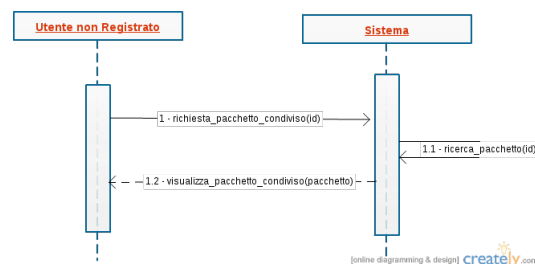 Utente non Registrato
Sistema
1 - richiesta_pacchetto_condiviso(id)
1.1 - ricerca_pacchetto(id)
1.2 - visualizza_pacchetto_condiviso(pacchetto)
[online diagramming & design] creately.com